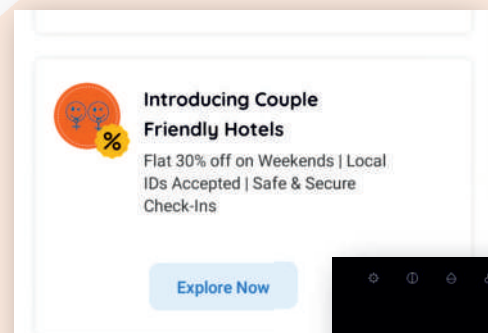 %
Introducing Couple
Friendly Hotels
Flat 30% off on Weekends | Local
IDs Accepted | Safe & Secure
Check-Ins
Explore Now